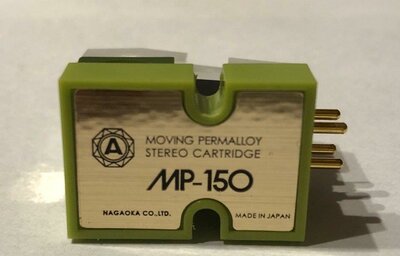 A
MOVING PERMALLOY
STEREO CARTRIDGE
MP-150
NAGAOKA CO.,LTD.
MADE IN JAPAN